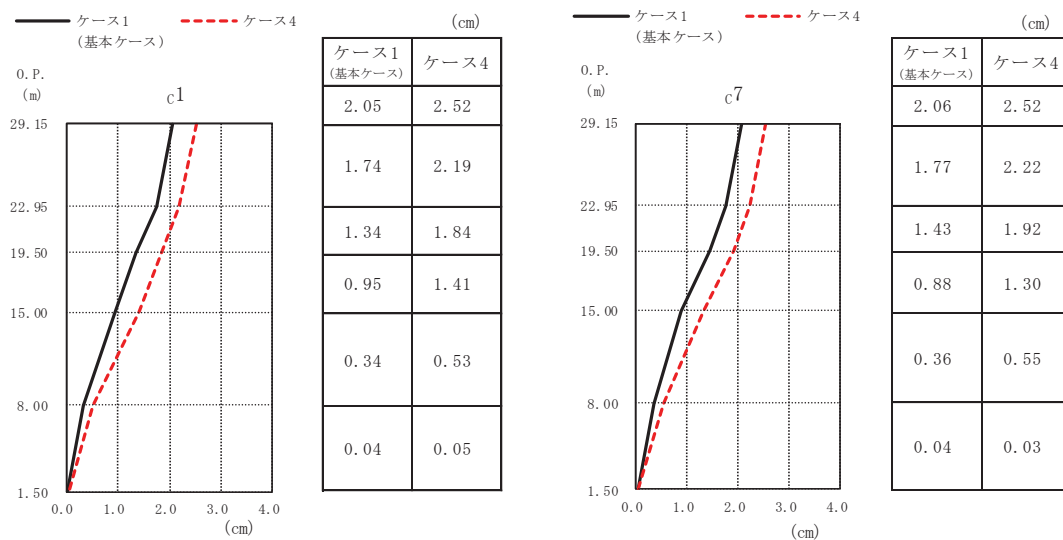 ケース1 ケース4 (cm)
(基本ケース)
O.P.
(m)
C1
29.15
22.95
19.50
15.00
8.00
1.50
0.0 1.0 2.0 3.0 4.0
(cm)
ケース1 ケース4
(基本ケース)
2.05 2.52
1.74 2.19
1.34 1.84
0.95 1.41
0.34 0.53
0.04 0.05
ケース1 ケース4 (cm)
(基本ケース)
O.P.
(m)
C7
29.15
22.95
19.50
15.00
8.00
1.50
0.0 1.0 2.0 3.0 4.0
(cm)
ケース1 ケース4
(基本ケース)
2.06 2.52
1.77 2.22
1.43 1.92
0.88 1.30
0.36 0.55
0.04 0.03